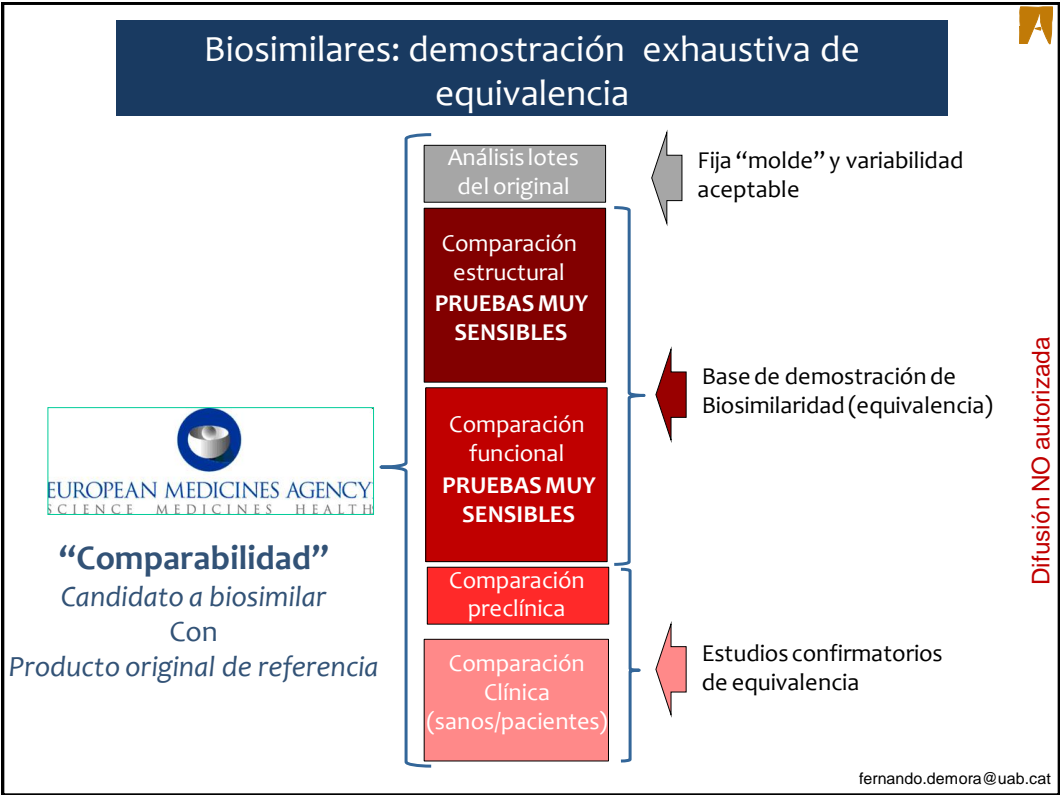 Biosimilares: demostración exhaustiva de
equivalencia
Análisis lotes
del original
Fija “molde” y variabilidad
aceptable
Comparación
estructural
PRUEBAS MUY
SENSIBLES
Base de demostración de
Biosimilaridad (equivalencia)
Comparación
funcional
PRUEBAS MUY
SENSIBLES
EUROPEAN MEDICINES AGENCY
SCIENCE MEDICINES HEALTH
“Comparabilidad”
Candidato a biosimilar
Con
Producto original de referencia
Comparación
preclínica
Comparación
Clínica
(sanos/pacientes)
Estudios confirmatorios
de equivalencia
Difusión NO autorizada
fernando.demora@uab.cat